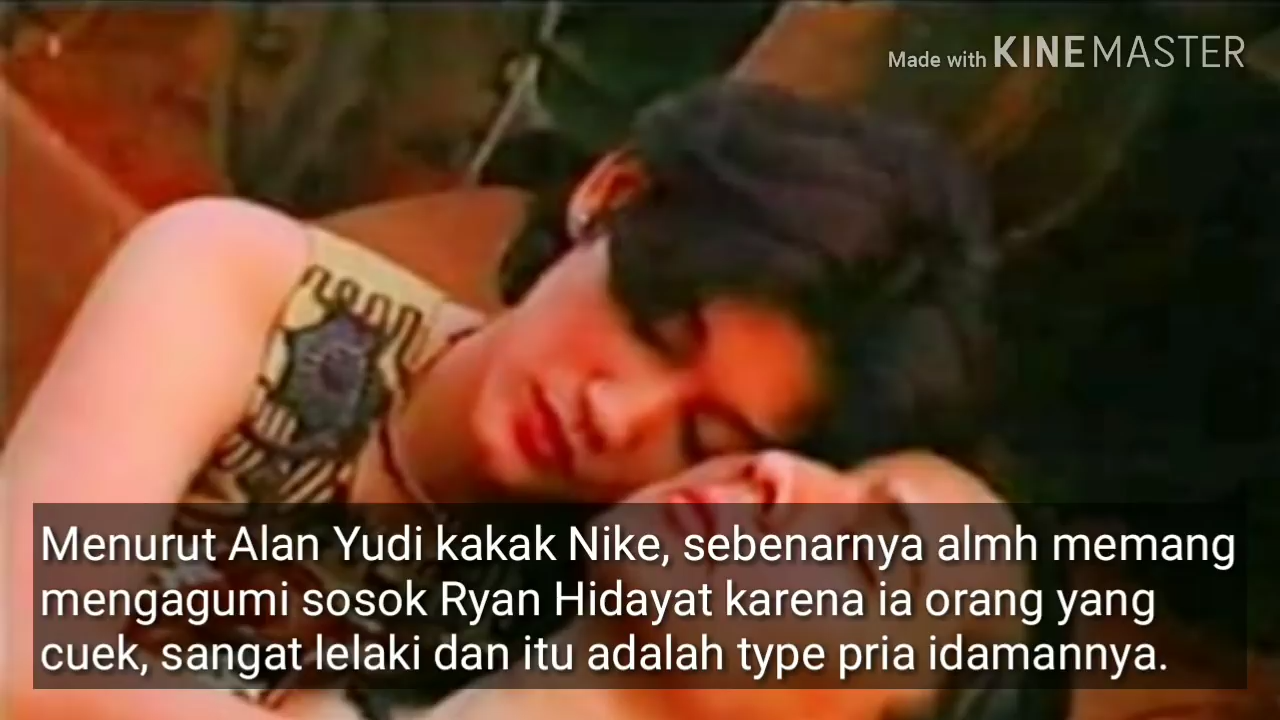 Made with KINEMASTER
Menurut Alan Yudi kakak Nike, sebenarnya almh memang
mengagumi sosok Ryan Hidayat karena ia orang yang
cuek, sangat lelaki dan itu adalah type pria idamannya.